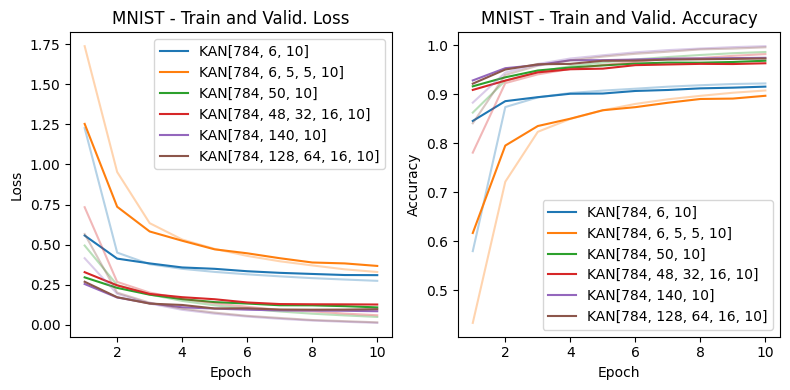 MNIST - Train and Valid. Loss
1.75
1.50
1.25
1.00
0.75
0.50
0.25
0.00
Loss
2
4
6
8
10
Epoch
KAN[784, 6, 10]
KAN[784, 6, 5, 5, 10]
KAN[784, 50, 10]
KAN[784, 48, 32, 16, 10]
KAN[784, 140, 10]
KAN[784, 128, 64, 16, 10]
MNIST - Train and Valid. Accuracy
1.0
0.9
0.8
0.7
0.6
0.5
Accuracy
2
4
6
8
10
Epoch
KAN[784, 6, 10]
KAN[784, 6, 5, 5, 10]
KAN[784, 50, 10]
KAN[784, 48, 32, 16, 10]
KAN[784, 140, 10]
KAN[784, 128, 64, 16, 10]